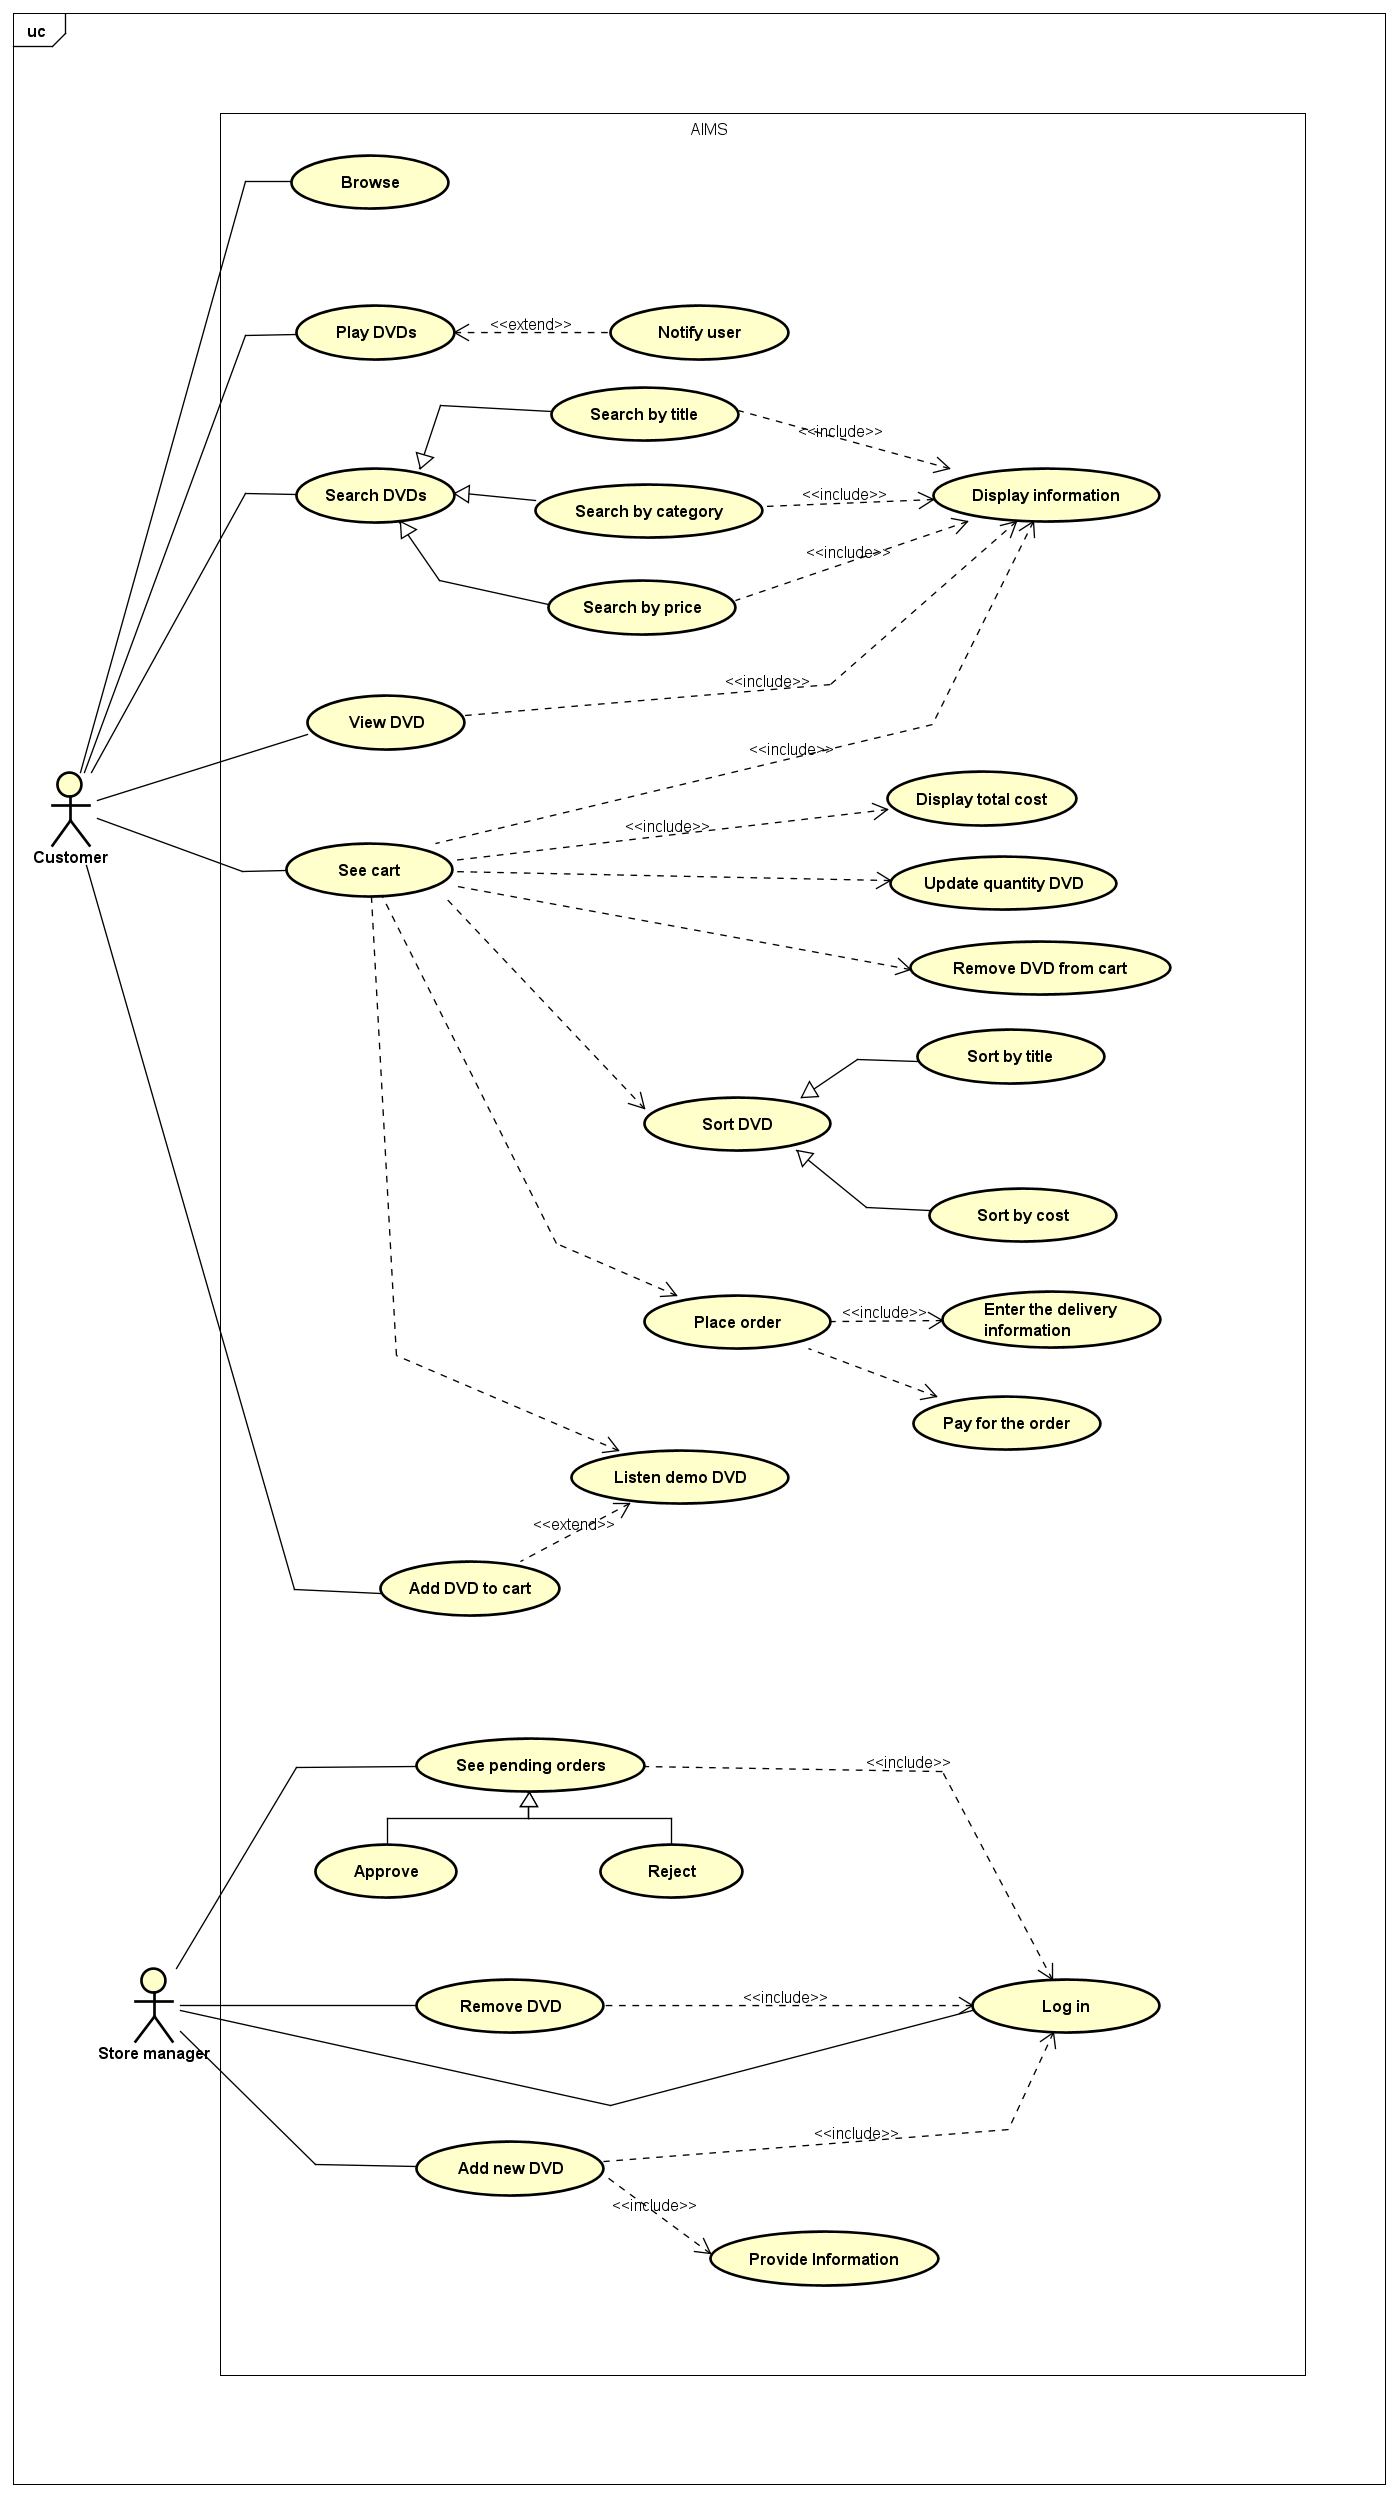 uc
AIMS
Browse
Play DVDs
<<extend>>
Notify user
Search by title
<<include>>
Search DVDs
Search by category
<<include>>
Display information
<<include>>
Search by price
<<include>>
View DVD
<<include>>
Display total cost
<<include>>
Customer
See cart
Update quantity DVD
Remove DVD from cart
Sort by title
Sort DVD
Sort by cost
Place order
<<include>>
Enter the delivery
information
Pay for the order
Listen demo DVD
<<extend>>
Add DVD to cart
See pending orders
<<include>>
Approve
Reject
Remove DVD
<<include>>
Log in
Store manager
<<include>>
Add new DVD
<<include>>
Provide Information